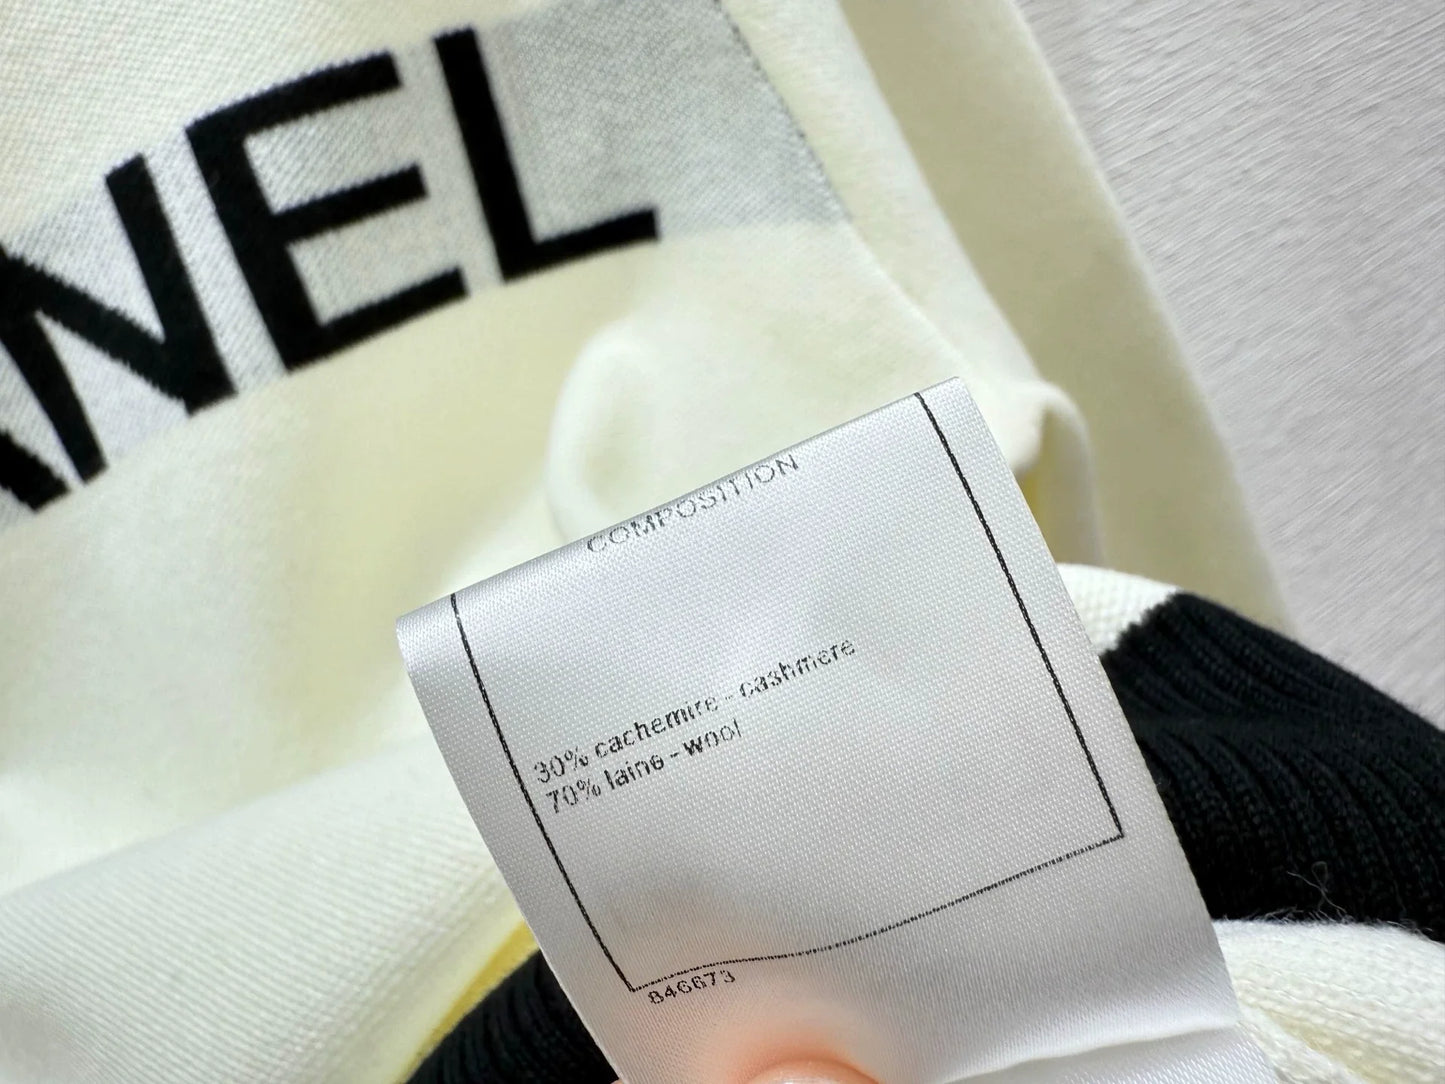 ANEL
COMPOSITION
30% cachemire - cashmere
70% laine - wool
846673